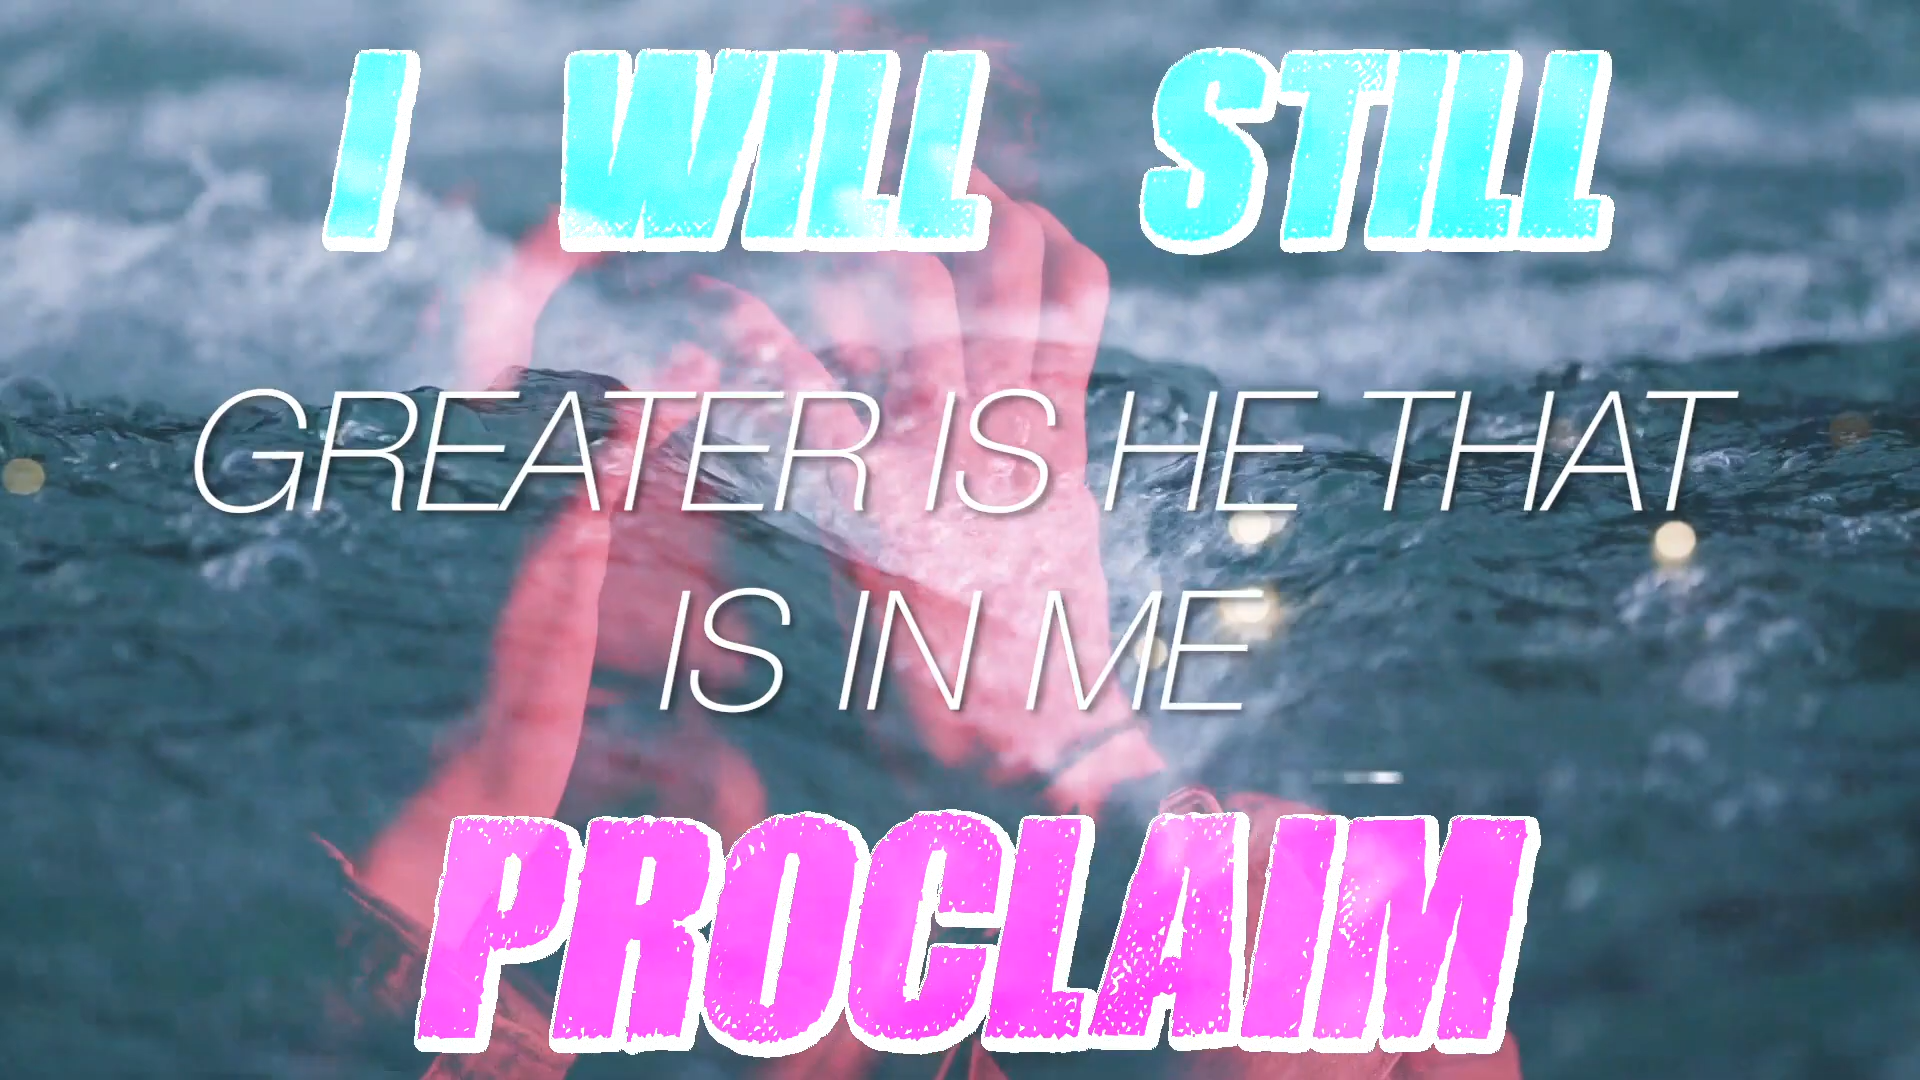 I WILL STILL
GREATER IS HE THAT
IS IN ME
PROCLAIM